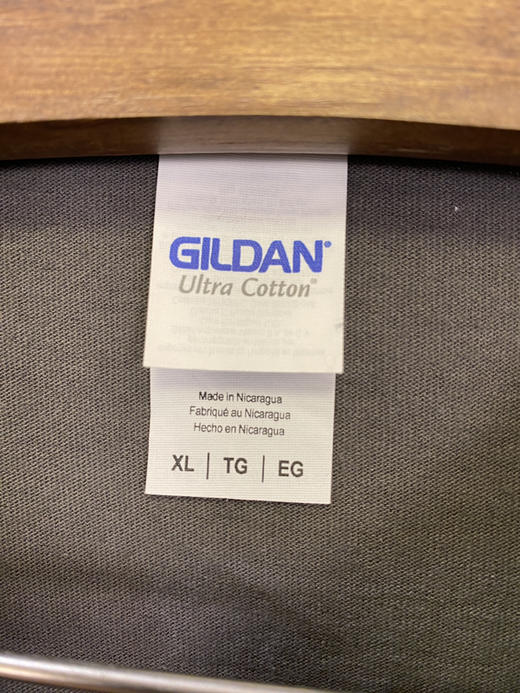 GILDAN®
Ultra Cotton®
Made in Nicaragua
Fabriqué au Nicaragua
Hecho en Nicaragua
XL | TG | EG